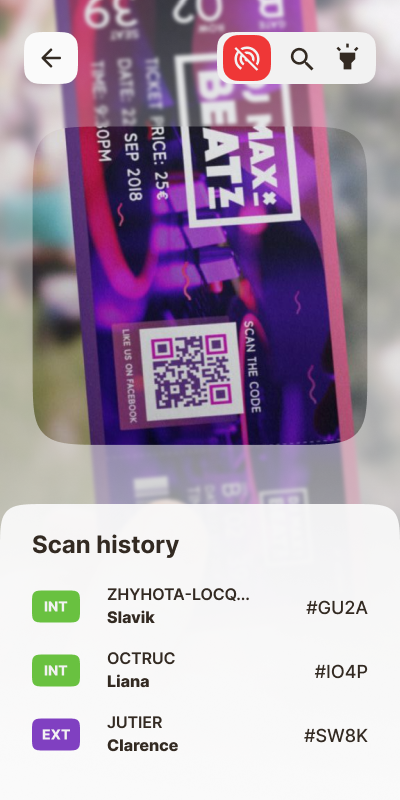 39
SEAT
02
ROW
GATE
DJ MAX
BEATZ
TICKET PRICE: 25€
DATE: 22 SEP 2018
TIME: 9:30PM
SCAN THE CODE
LIKE US ON FACEBOOK
Scan history
INT
ZHYHOTA-LOCQ...
Slavik
#GU2A
INT
OCTRUC
Liana
#IO4P
EXT
JUTIER
Clarence
#SW8K